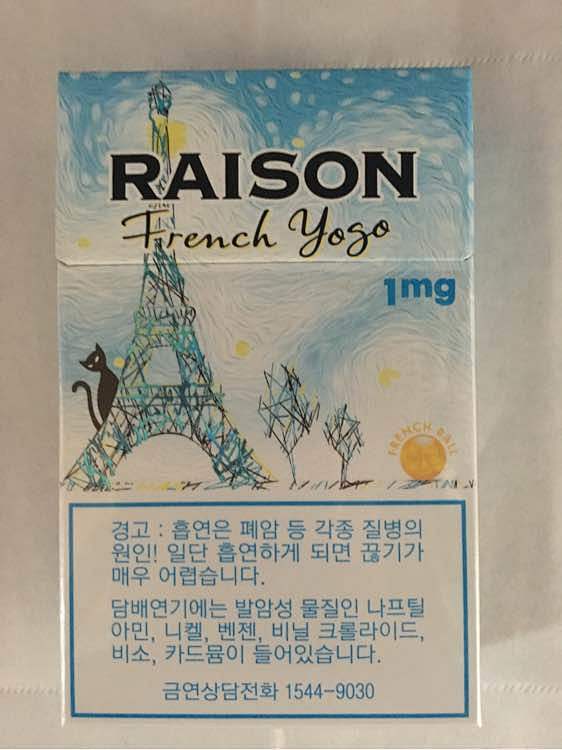 RAISON
French Yogo
1mg
FRENCH BALL
경고 : 흡연은 폐암 등 각종 질병의
원인! 일단 흡연하게 되면 끊기가
매우 어렵습니다.
담배연기에는 발암성 물질인 나프틸
아민, 니켈, 벤젠, 비닐 크롤라이드,
비소, 카드뮴이 들어있습니다.
금연상담전화 1544-9030